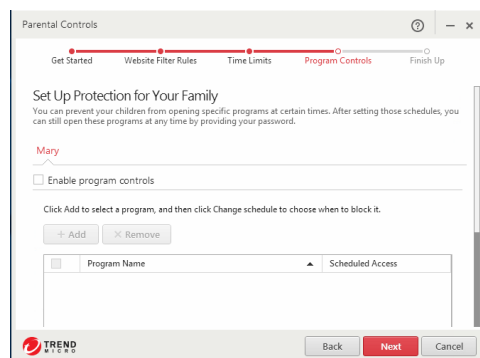 Parental Controls
?
Get Started Website Filter Rules Time Limits Program Controls Finish Up
Set Up Protection for Your Family
You can prevent your children from opening specific programs at certain times. After setting those schedules, you
can still open these programs at any time by providing your password.
Mary
Enable program controls
Click Add to select a program, and then click Change schedule to choose when to block it.
+ Add × Remove
Program Name Scheduled Access
TREND
MICRO
Back Next Cancel